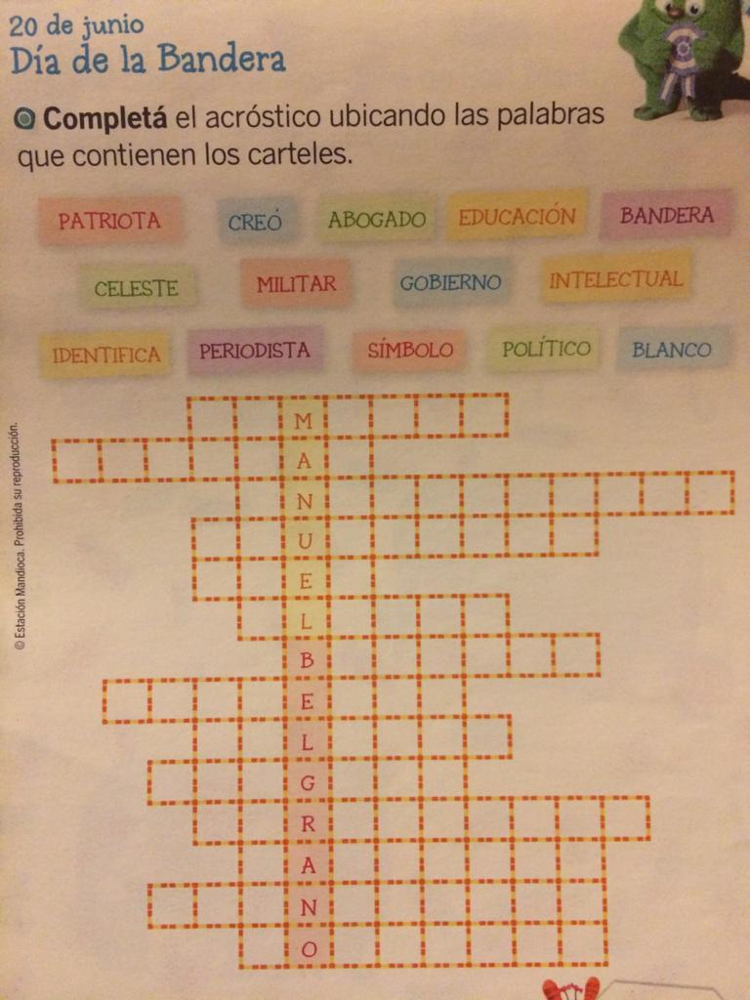 20 de junio
Día de la Bandera
Completá el acróstico ubicando las palabras
que contienen los carteles.
PATRIOTA CREÓ ABOGADO EDUCACIÓN BANDERA
CELESTE MILITAR GOBIERNO INTELECTUAL
IDENTIFICA PERIODISTA SÍMBOLO POLÍTICO BLANCO
M
A
N
U
E
L
B
E
L
G
R
A
N
O
© Estación Mandioca. Prohibida su reproducción.